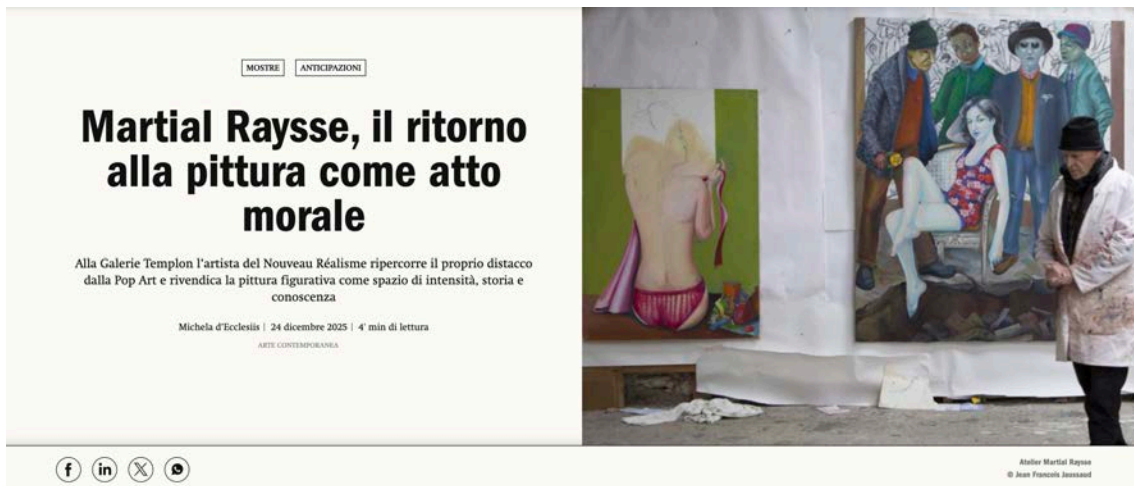 MOSTRE ANTICIPAZIONI
Martial Raysse, il ritorno
alla pittura come atto
morale
Alla Galerie Templon l'artista del Nouveau Réalisme ripercorre il proprio distacco
dalla Pop Art e rivendica la pittura figurativa come spazio di intensità, storia e
conoscenza
Michela d'Ecclesiis | 24 dicembre 2025 | 4' min di lettura
ARTE CONTEMPORANEA
f in X
Atelier Martial Raysse
© Jean Francois Jaussaud